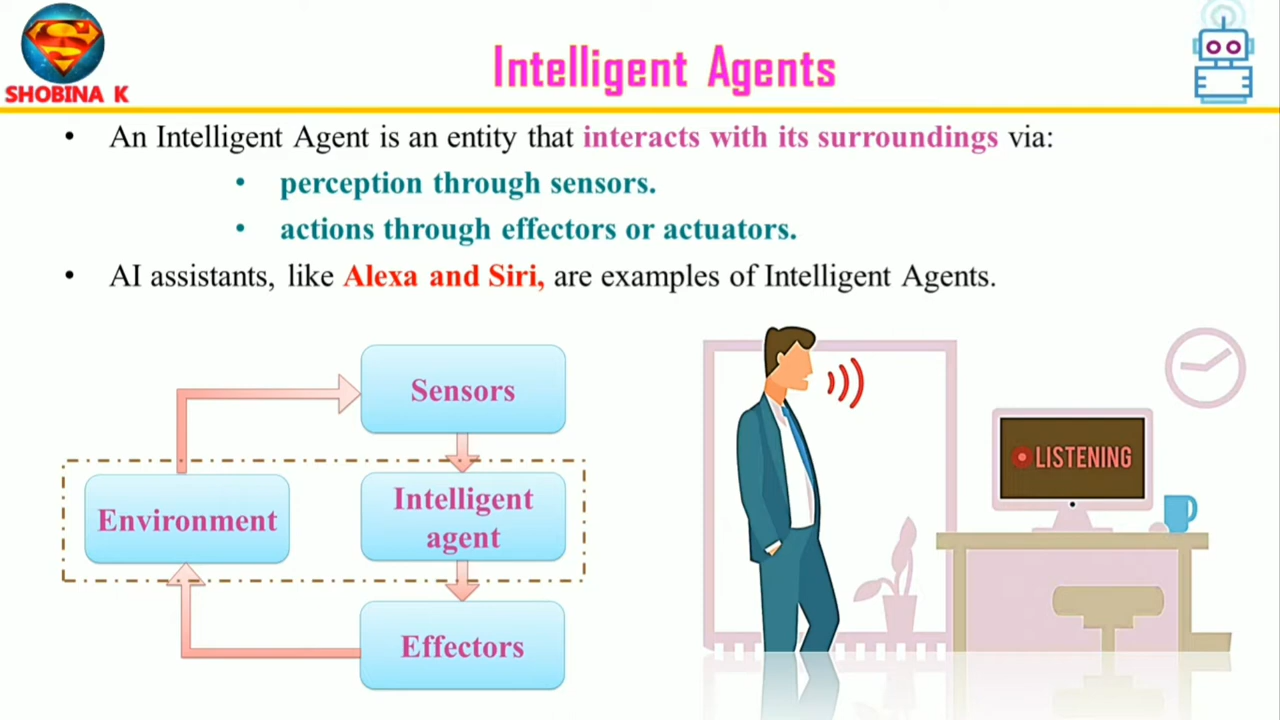 SHOBINA K
Intelligent Agents
• An Intelligent Agent is an entity that interacts with its surroundings via:
• perception through sensors.
• actions through effectors or actuators.
• AI assistants, like Alexa and Siri, are examples of Intelligent Agents.
Sensors
Environment
Intelligent
agent
Effectors
LISTENING